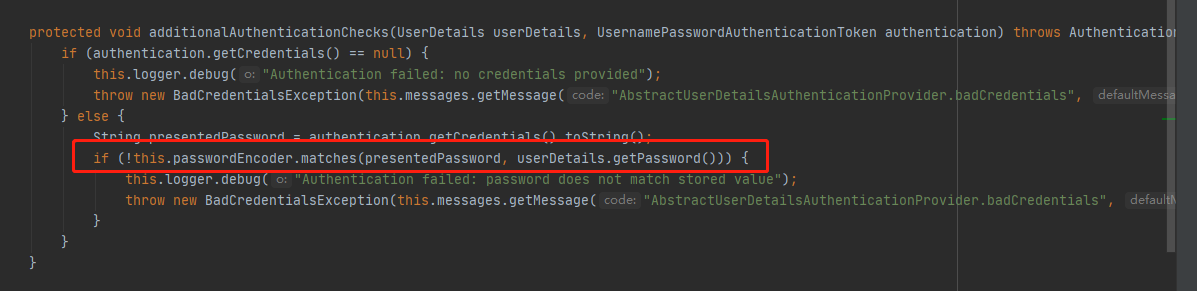 protected void additionalAuthenticationChecks(UserDetails userDetails, UsernamePasswordAuthenticationToken authentication) throws Authentication
if (authentication.getCredentials() == null) {
this.logger.debug( o: "Authentication failed: no credentials provided");
throw new BadCredentialsException(this.messages.getMessage( code: "AbstractUserDetailsAuthenticationProvider.badCredentials", defaultMessa
} else {
String presentedPassword = authentication.getCredentials().toString();
if (!this.passwordEncoder.matches(presentedPassword, userDetails.getPassword())) {
this.logger.debug( o: "Authentication failed: password does not match stored value");
throw new BadCredentialsException(this.messages.getMessage( code: "AbstractUserDetailsAuthenticationProvider.badCredentials", defaultM
}
}
}